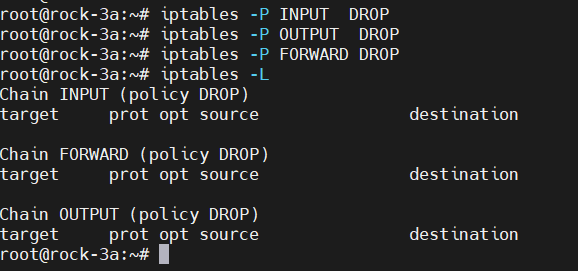 root@rock-3a:~# iptables -P INPUT  DROP
root@rock-3a:~# iptables -P OUTPUT  DROP
root@rock-3a:~# iptables -P FORWARD DROP
root@rock-3a:~# iptables -L
Chain INPUT (policy DROP)
target     prot opt source               destination

Chain FORWARD (policy DROP)
target     prot opt source               destination

Chain OUTPUT (policy DROP)
target     prot opt source               destination
root@rock-3a:~#